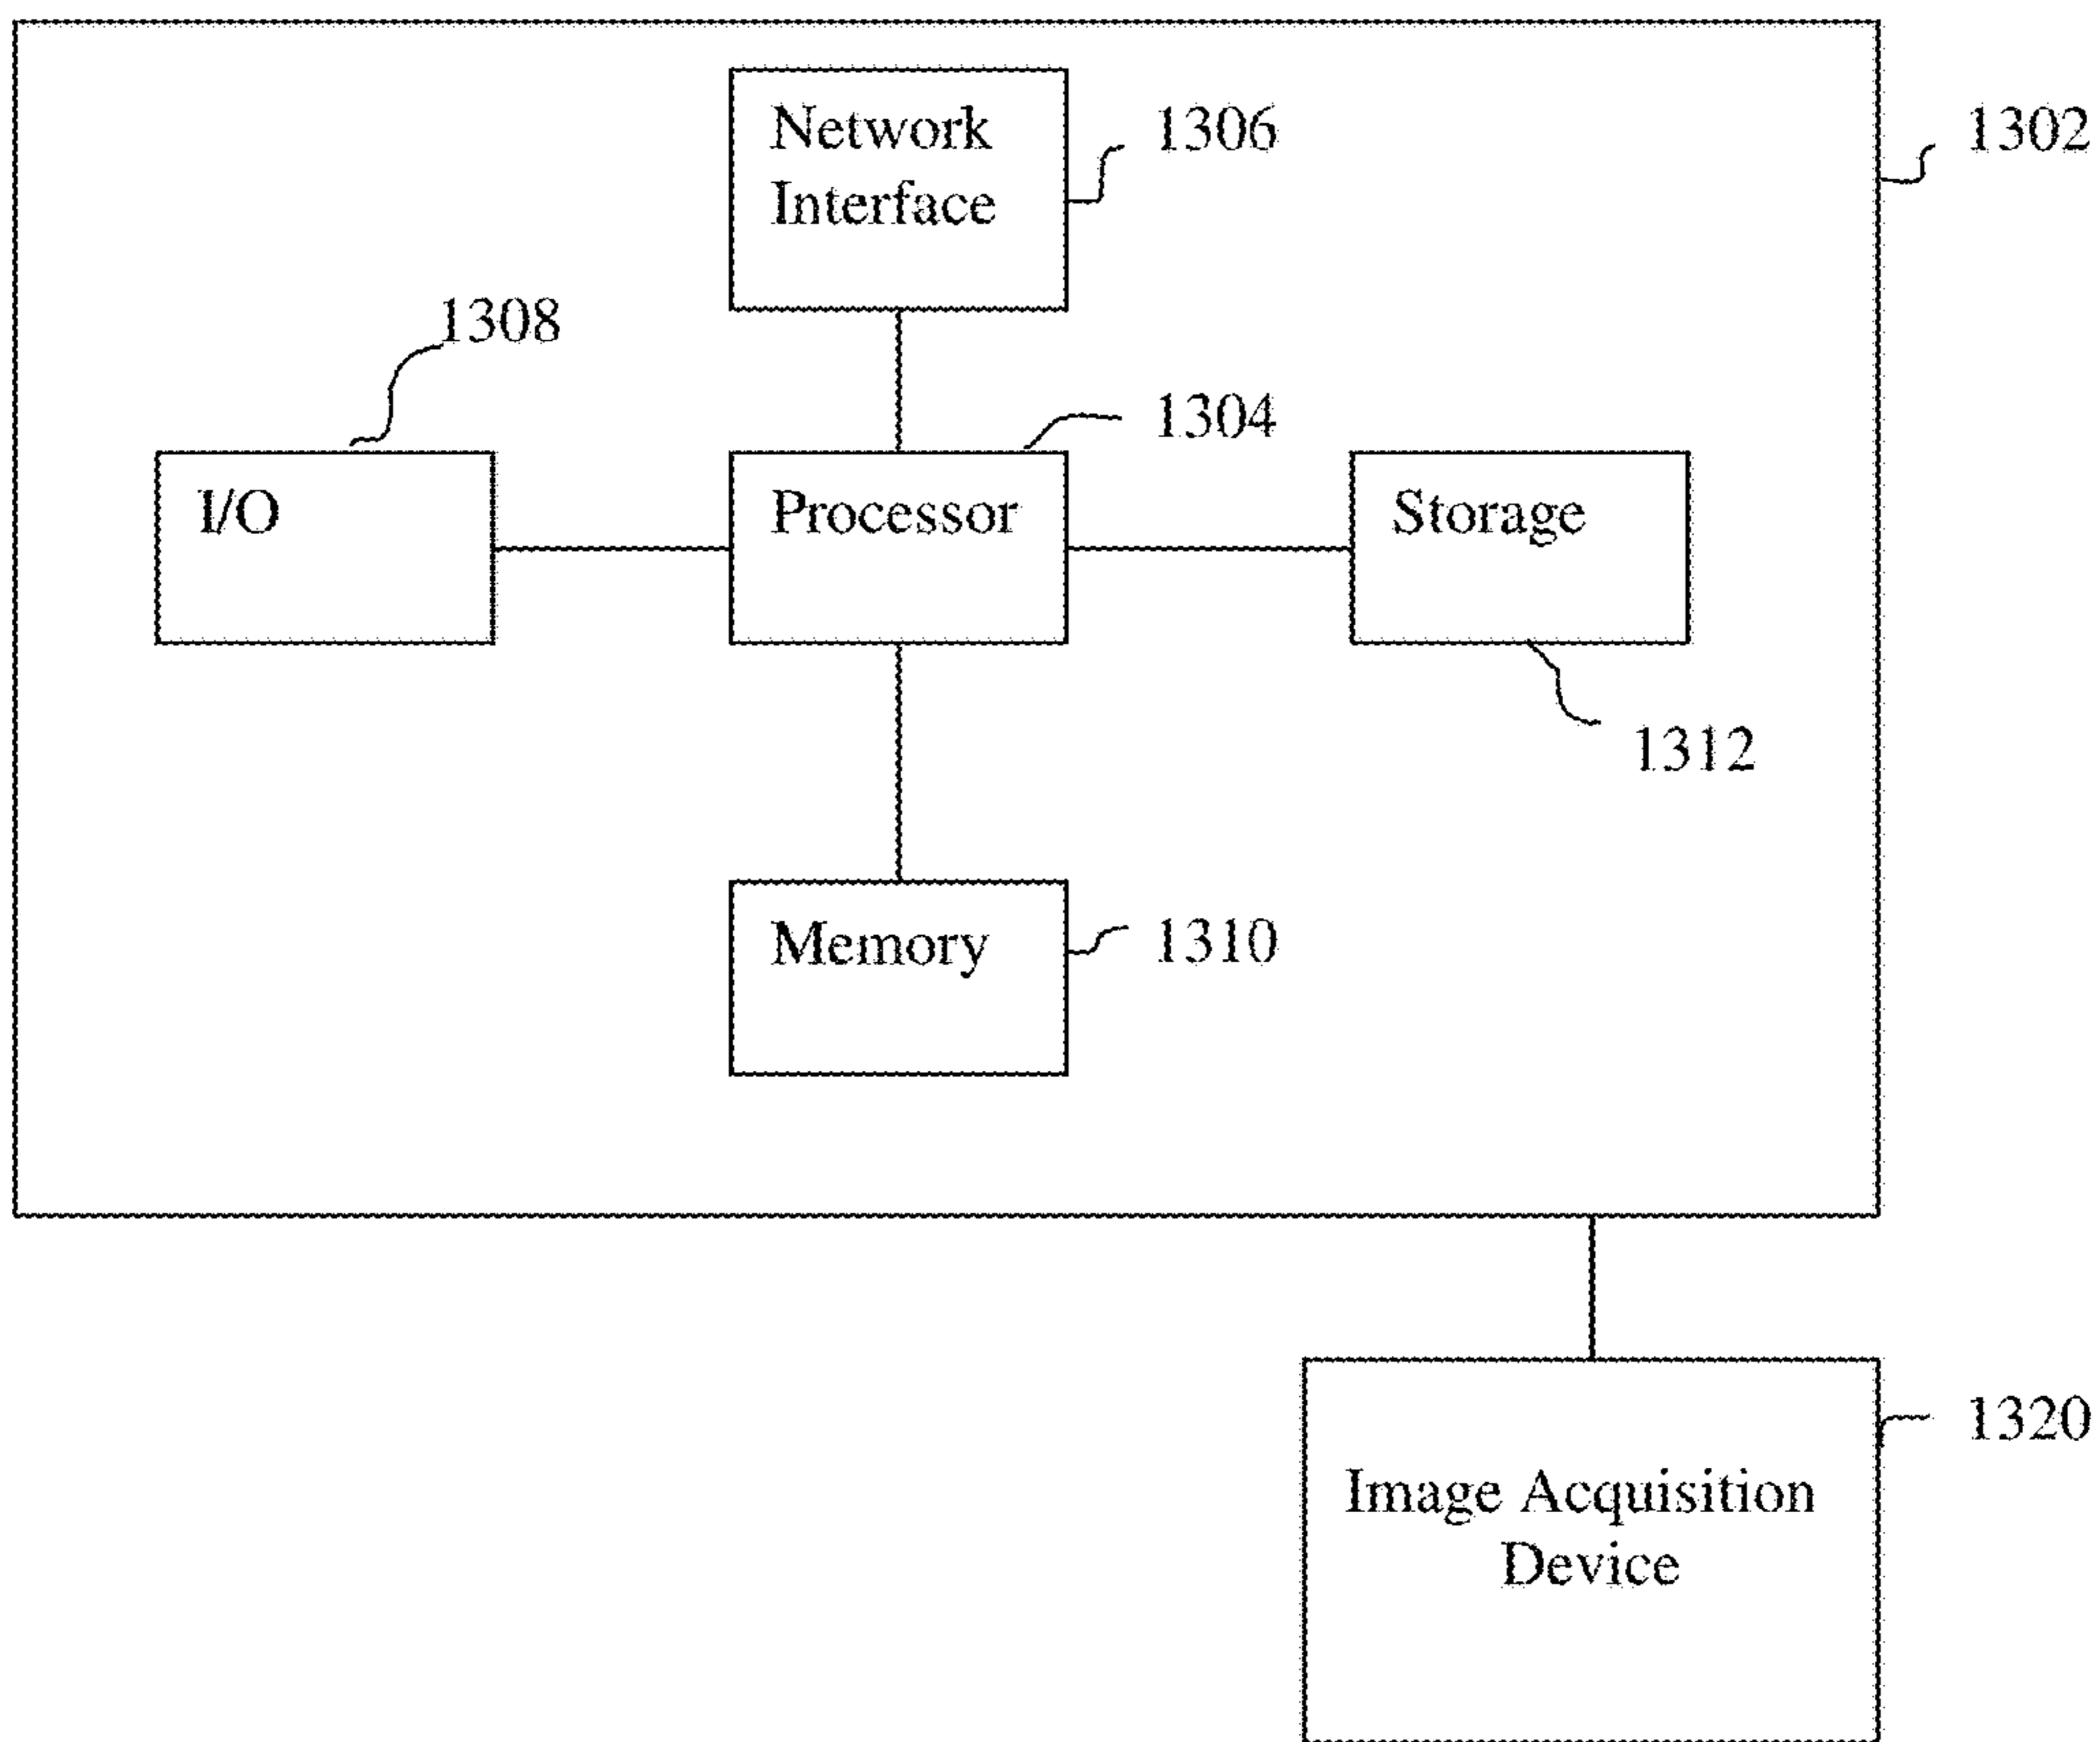 Network
Interface
1306
1302
1308
1304
I/O
Processor
Storage
1312
Memory
1310
1320
Image Acquisition
Device